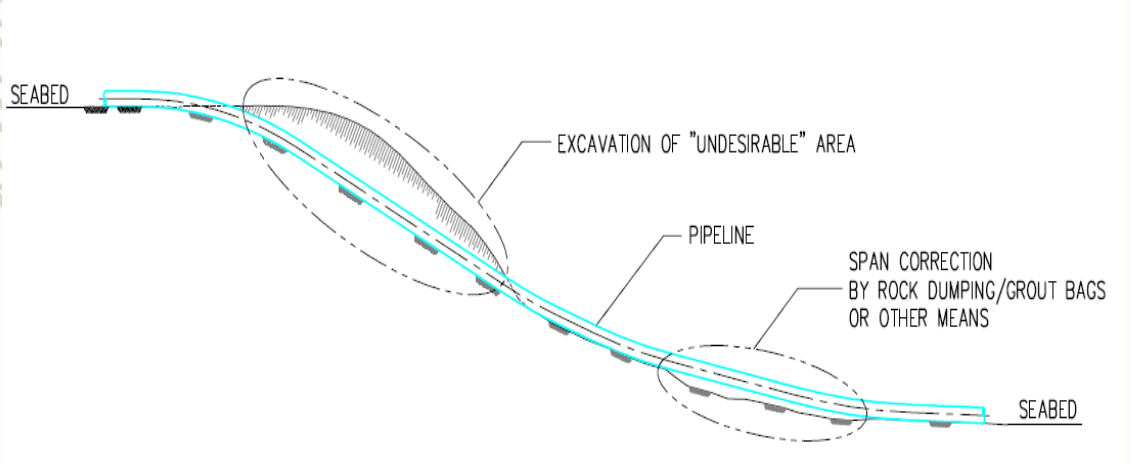 SEABED
EXCAVATION OF "UNDESIRABLE" AREA
PIPELINE
SPAN CORRECTION
BY ROCK DUMPING/GROUT BAGS
OR OTHER MEANS
SEABED